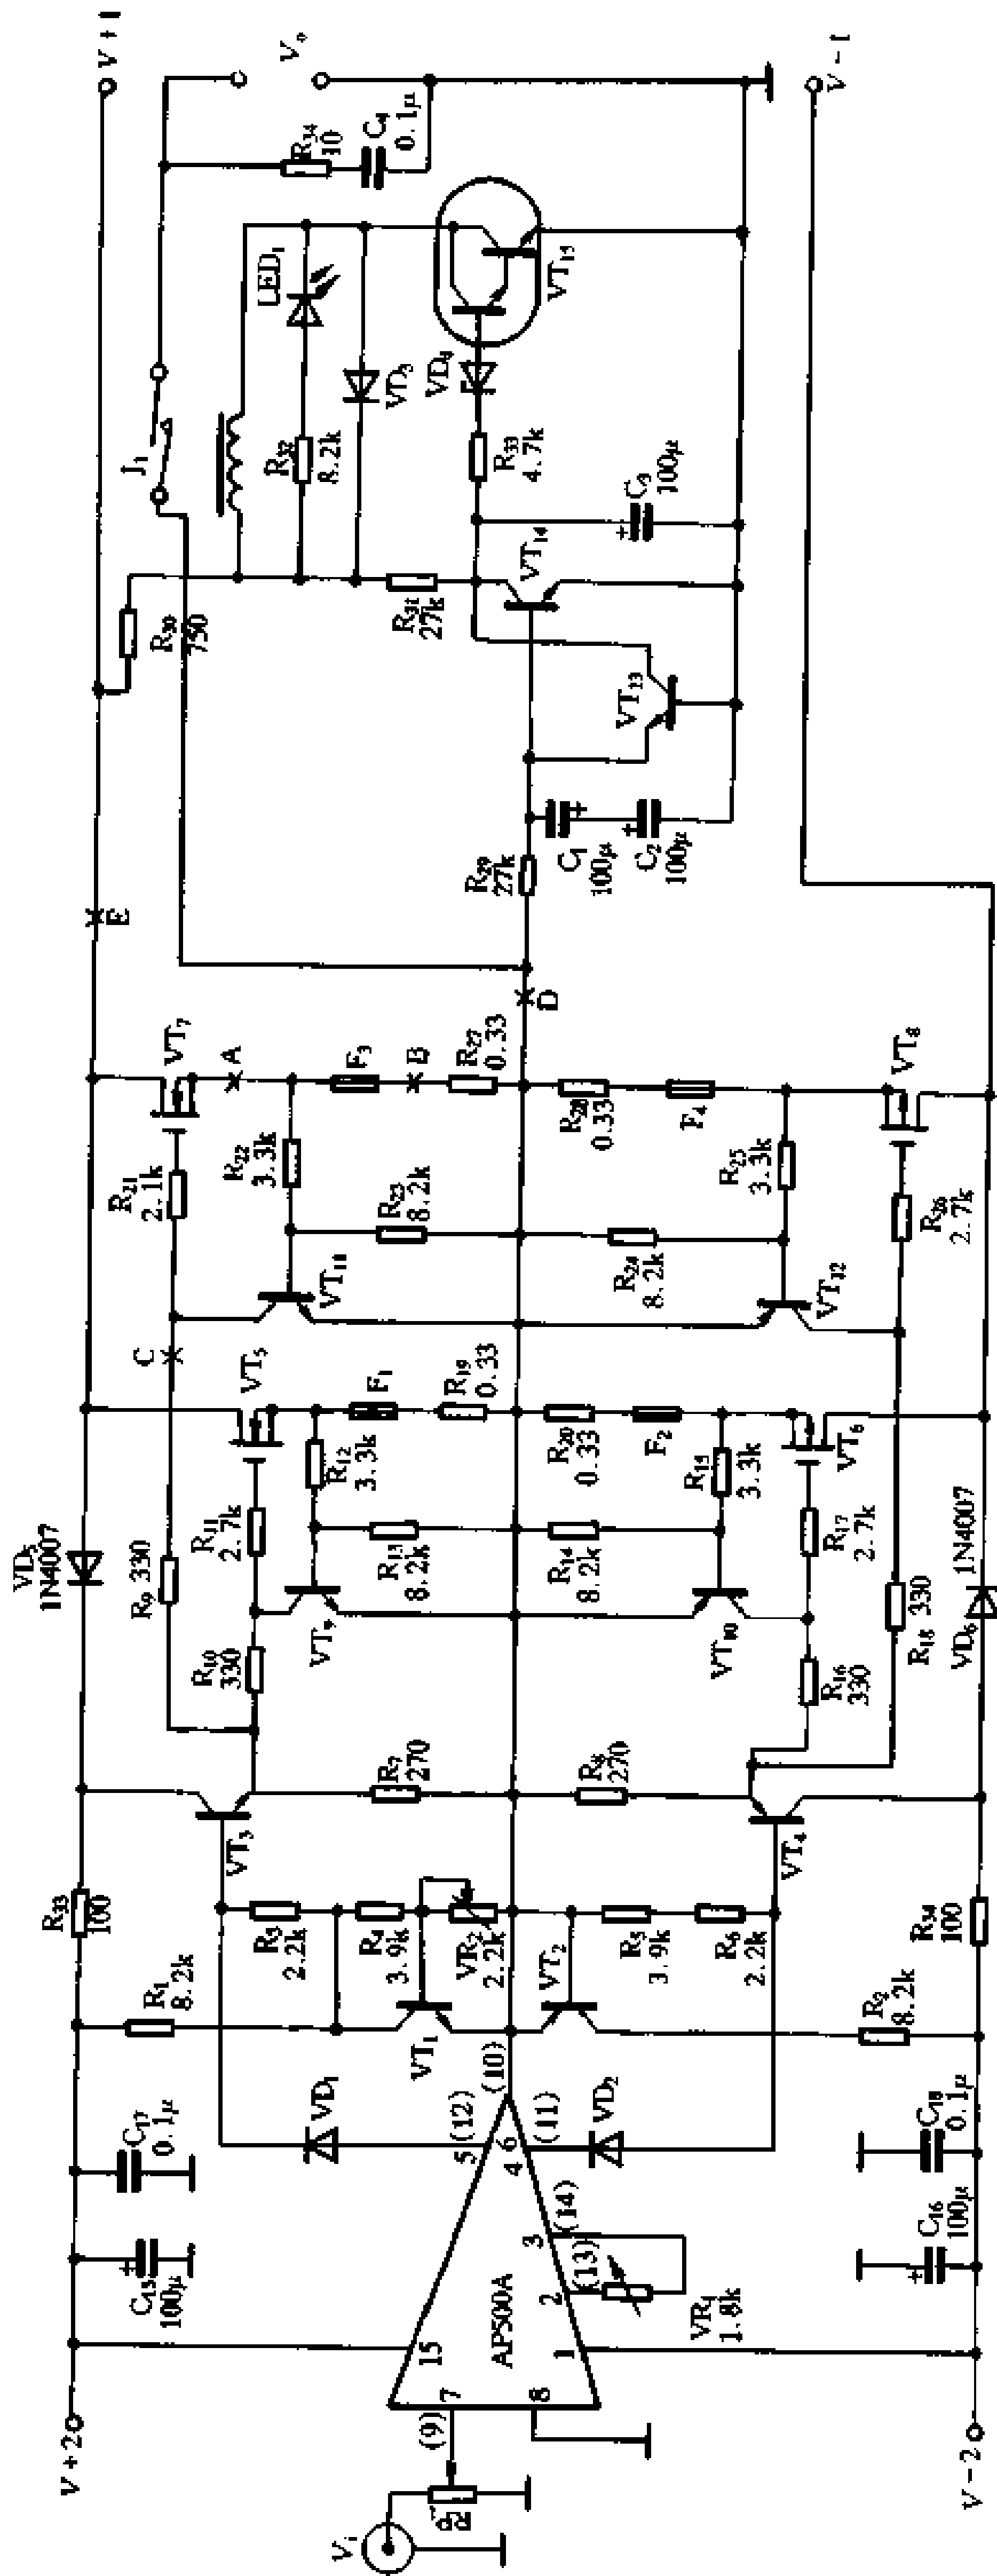 V+2
V-2
V+1
V-1
Vi
Vo
AP500A
15
7
(9)
8
1
2
(13)
3
(14)
4
(11)
5
(12)
6
(10)
VR1
1.8k
C15
100μ
C17
0.1μ
C16
100μ
C18
0.1μ
VD1
VD2
R1
8.2k
R2
8.2k
VT1
VT2
R3
2.2k
R4
3.9k
VR2
2.2k
R5
3.9k
R6
2.2k
R33
100
R34
100
VT3
VT4
R7
270
R8
270
VD5
1N4007
VD6
1N4007
R9 330
R10
330
R16
330
R18 330
R11
2.7k
R17
2.7k
VT9
VT10
R12
3.3k
R13
8.2k
R14
8.2k
R15
3.3k
VT5
VT6
F1
R19
0.33
R20
0.33
F2
C
R21
2.1k
VT11
VT12
R22
3.3k
R23
8.2k
R24
8.2k
R25
3.3k
R26
2.7k
VT7
A
F3
B
R27
0.33
R28
0.33
F4
VT8
D
E
R29
27k
C1
100μ
C2
100μ
VT13
VT14
R30
750
R31
27k
J1
R32
8.2k
LED1
VD3
R33
4.7k
VD4
C3
100μ
VT15
R34
10
C4
0.1μ